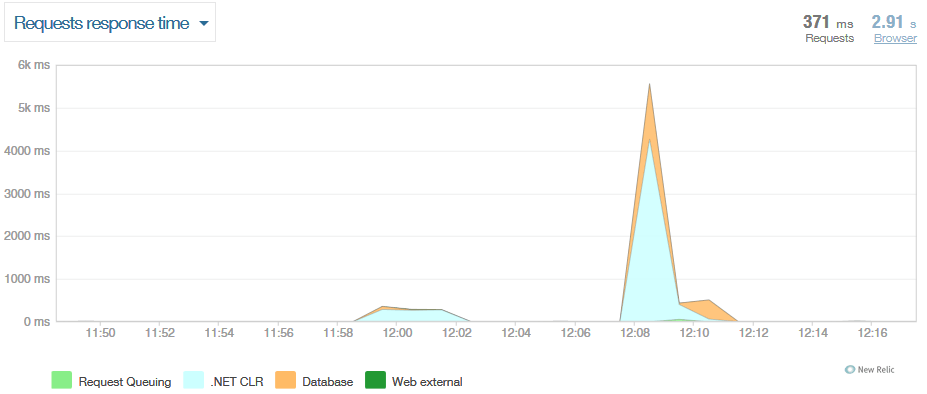 Requests response time
371 ms
Requests
2.91 s
Browser
6k ms
5k ms
4000 ms
3000 ms
2000 ms
1000 ms
0 ms
11:50 11:52 11:54 11:56 11:58 12:00 12:02 12:04 12:06 12:08 12:10 12:12 12:14 12:16
New Relic
Request Queuing .NET CLR Database Web external